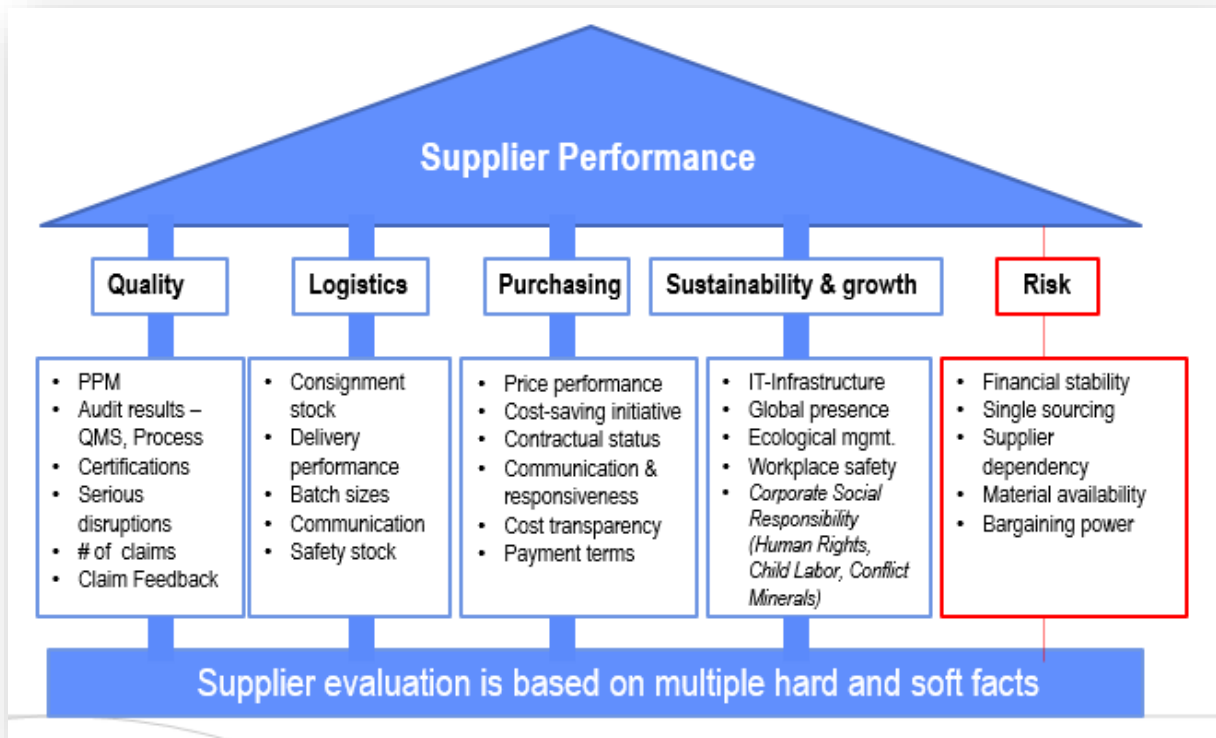 Supplier Performance
Quality
Logistics
Purchasing
Sustainability & growth
Risk
• PPM
• Audit results –
QMS, Process
• Certifications
• Serious
disruptions
• # of claims
• Claim Feedback
• Consignment
stock
• Delivery
performance
• Batch sizes
• Communication
• Safety stock
• Price performance
• Cost-saving initiative
• Contractual status
• Communication &
responsiveness
• Cost transparency
• Payment terms
• IT-Infrastructure
• Global presence
• Ecological mgmt.
• Workplace safety
• Corporate Social
Responsibility
(Human Rights,
Child Labor, Conflict
Minerals)
• Financial stability
• Single sourcing
• Supplier
dependency
• Material availability
• Bargaining power
Supplier evaluation is based on multiple hard and soft facts